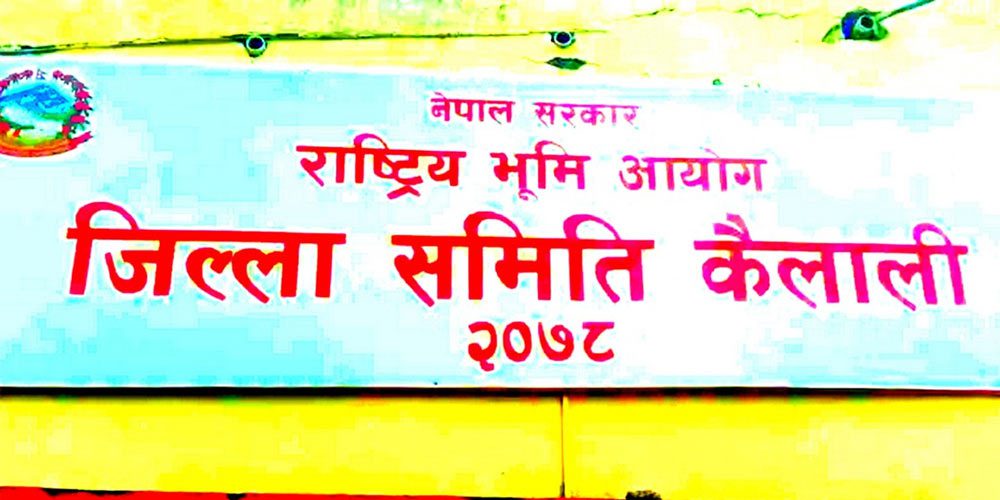 नेपाल सरकार
राष्ट्रिय भूमि आयोग
जिल्ला समिति कैलाली
२०७८